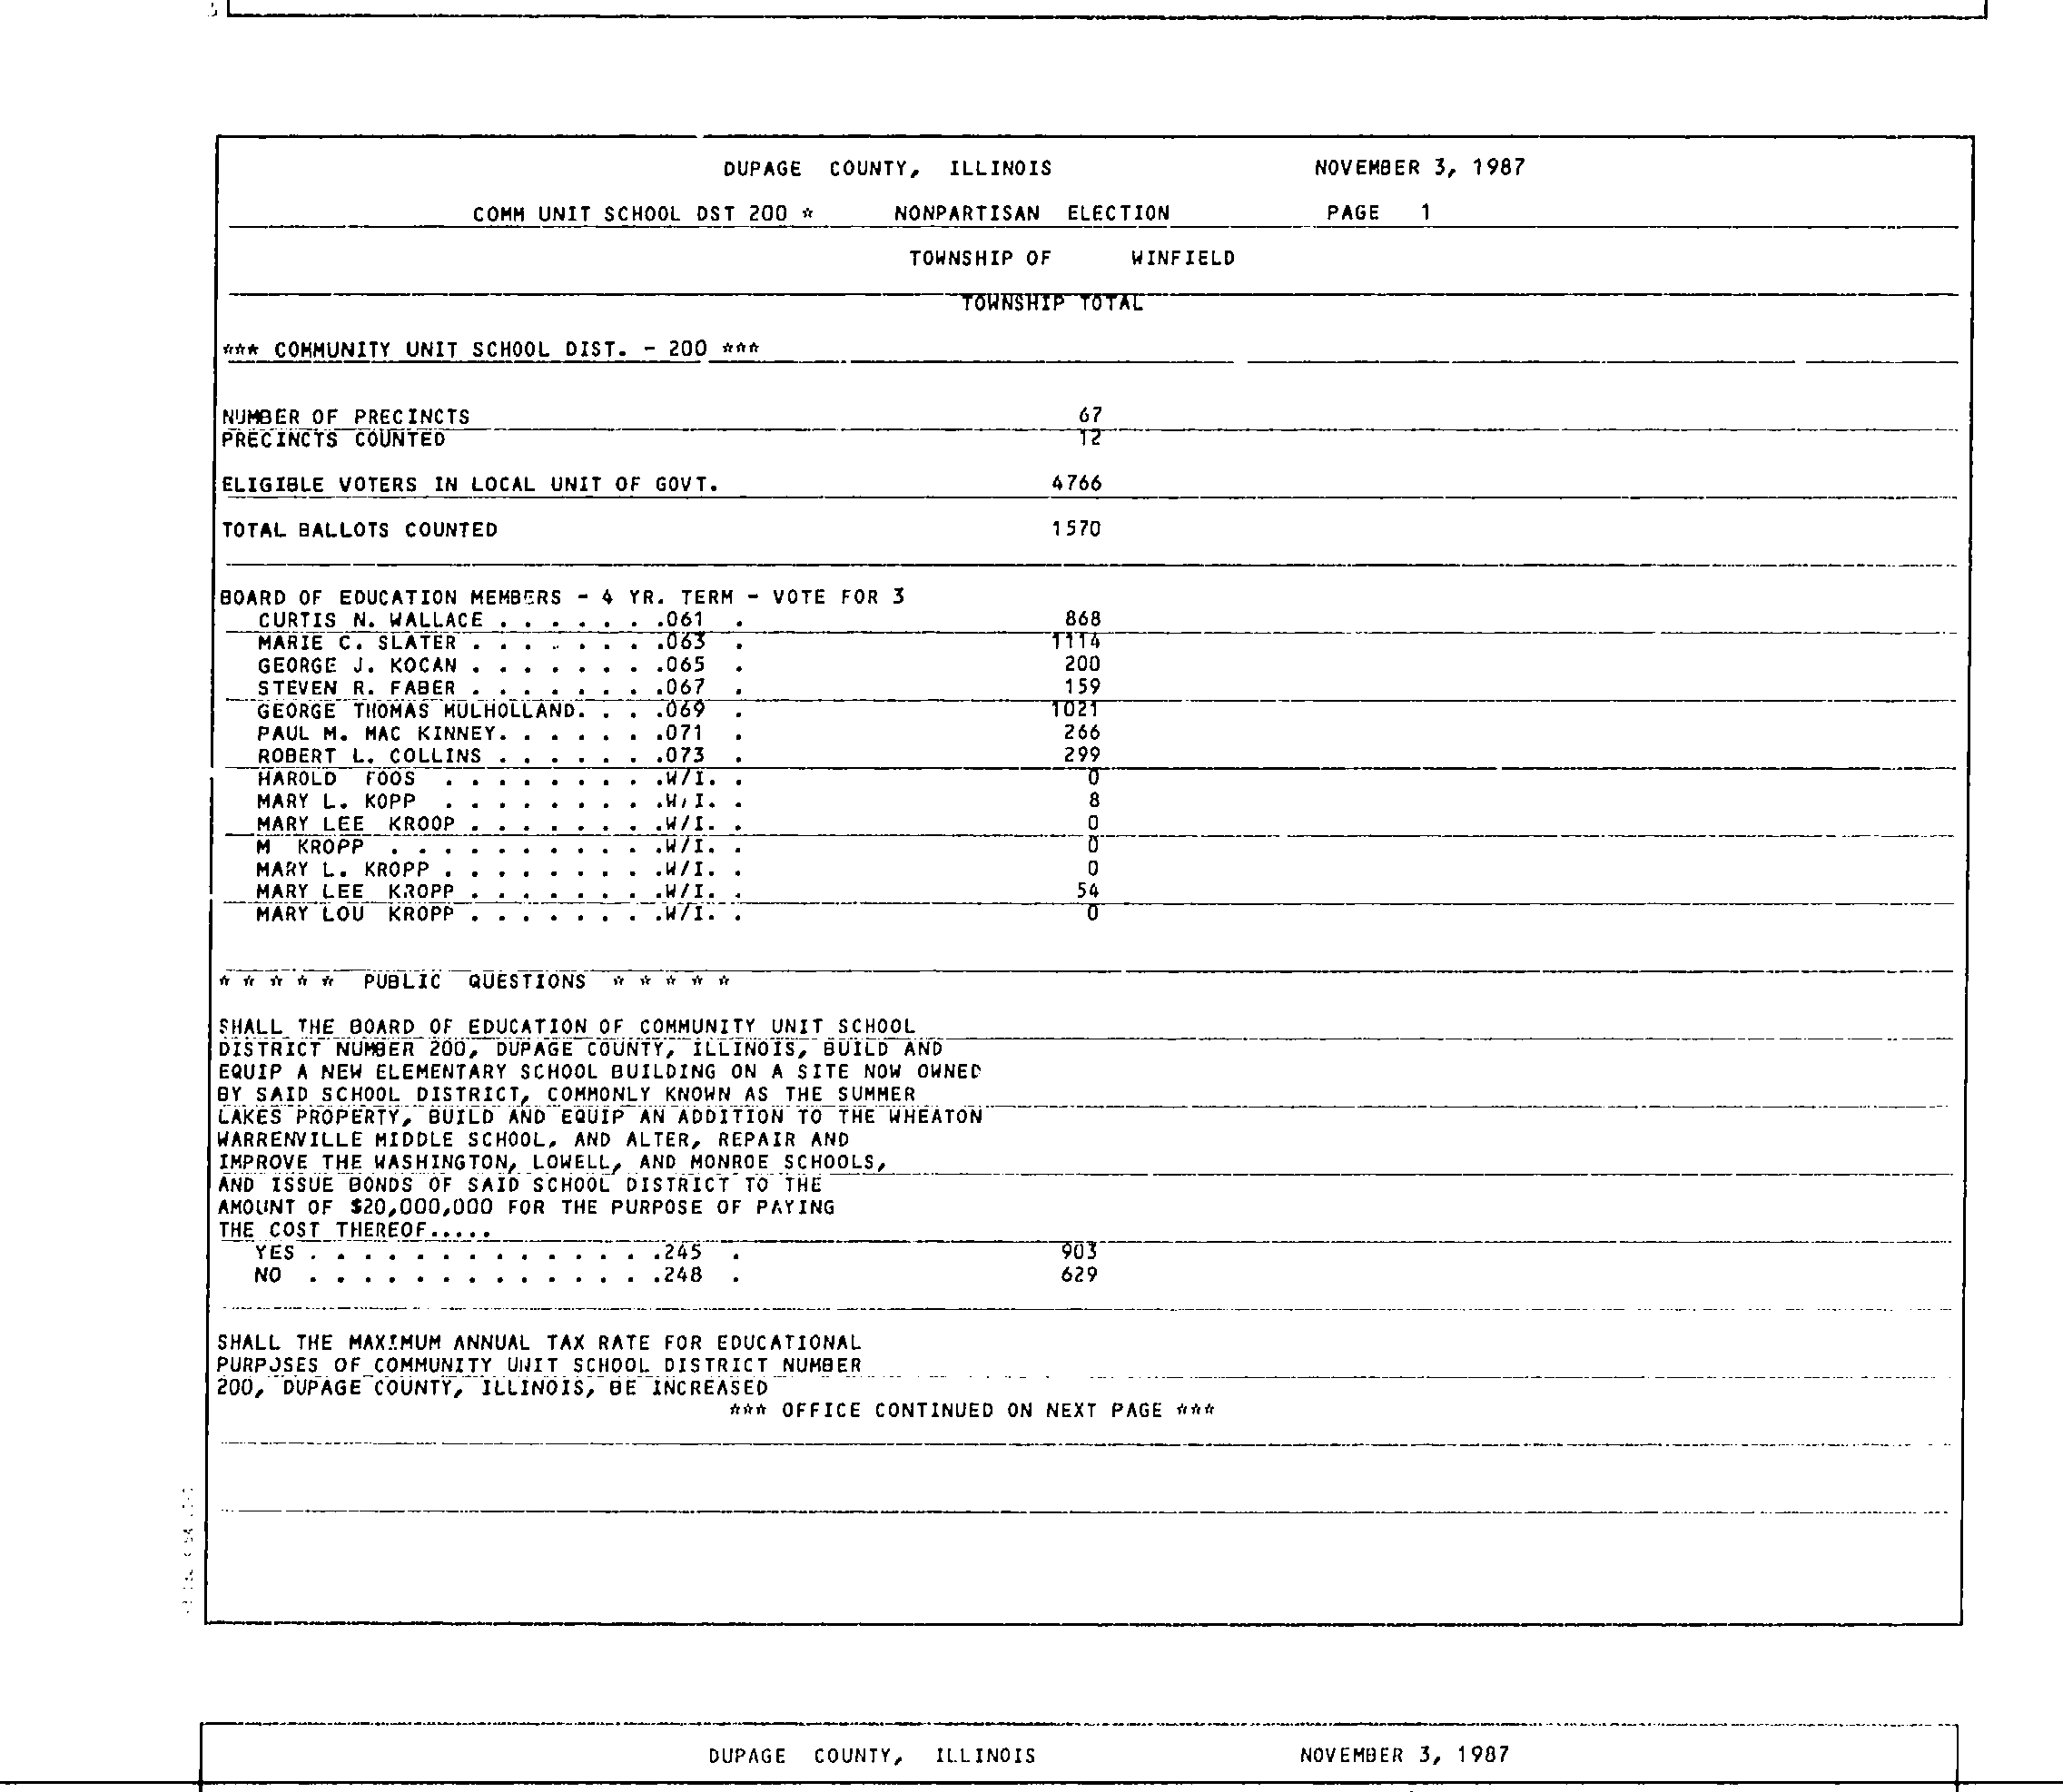 DUPAGE COUNTY, ILLINOIS NOVEMBER 3, 1987
COMM UNIT SCHOOL DST 200 * NONPARTISAN ELECTION PAGE 1
TOWNSHIP OF WINFIELD
TOWNSHIP TOTAL
*** COMMUNITY UNIT SCHOOL DIST. - 200 ***
NUMBER OF PRECINCTS 67
PRECINCTS COUNTED 12
ELIGIBLE VOTERS IN LOCAL UNIT OF GOVT. 4766
TOTAL BALLOTS COUNTED 1570
BOARD OF EDUCATION MEMBERS - 4 YR. TERM - VOTE FOR 3
CURTIS N. WALLACE . . . . . . .061 . 868
MARIE C. SLATER . . . . . . . .063 . 1114
GEORGE J. KOCAN . . . . . . . .065 . 200
STEVEN R. FABER . . . . . . . .067 . 159
GEORGE THOMAS MULHOLLAND. . . .069 . 1021
PAUL M. MAC KINNEY. . . . . . .071 . 266
ROBERT L. COLLINS . . . . . . .073 . 299
HAROLD FOOS . . . . . . . . .W/I. . 0
MARY L. KOPP . . . . . . . . .W/I. . 8
MARY LEE KROOP . . . . . . . .W/I. . 0
M KROPP . . . . . . . . . . .W/I. . 0
MARY L. KROPP . . . . . . . . .W/I. . 0
MARY LEE KROPP . . . . . . . .W/I. . 54
MARY LOU KROPP . . . . . . . .W/I. . 0
* * * * * PUBLIC QUESTIONS * * * * *
SHALL THE BOARD OF EDUCATION OF COMMUNITY UNIT SCHOOL
DISTRICT NUMBER 200, DUPAGE COUNTY, ILLINOIS, BUILD AND
EQUIP A NEW ELEMENTARY SCHOOL BUILDING ON A SITE NOW OWNED
BY SAID SCHOOL DISTRICT, COMMONLY KNOWN AS THE SUMMER
LAKES PROPERTY, BUILD AND EQUIP AN ADDITION TO THE WHEATON
WARRENVILLE MIDDLE SCHOOL, AND ALTER, REPAIR AND
IMPROVE THE WASHINGTON, LOWELL, AND MONROE SCHOOLS,
AND ISSUE BONDS OF SAID SCHOOL DISTRICT TO THE
AMOUNT OF $20,000,000 FOR THE PURPOSE OF PAYING
THE COST THEREOF.....
YES . . . . . . . . . . . . . .245 . 903
NO . . . . . . . . . . . . . .248 . 629
SHALL THE MAXIMUM ANNUAL TAX RATE FOR EDUCATIONAL
PURPOSES OF COMMUNITY UNIT SCHOOL DISTRICT NUMBER
200, DUPAGE COUNTY, ILLINOIS, BE INCREASED
*** OFFICE CONTINUED ON NEXT PAGE ***
DUPAGE COUNTY, ILLINOIS NOVEMBER 3, 1987